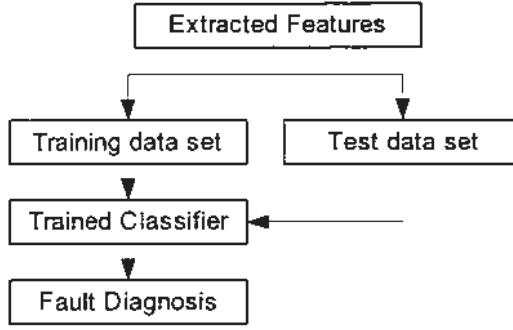 Extracted Features
Training data set
Test data set
Trained Classifier
Fault Diagnosis